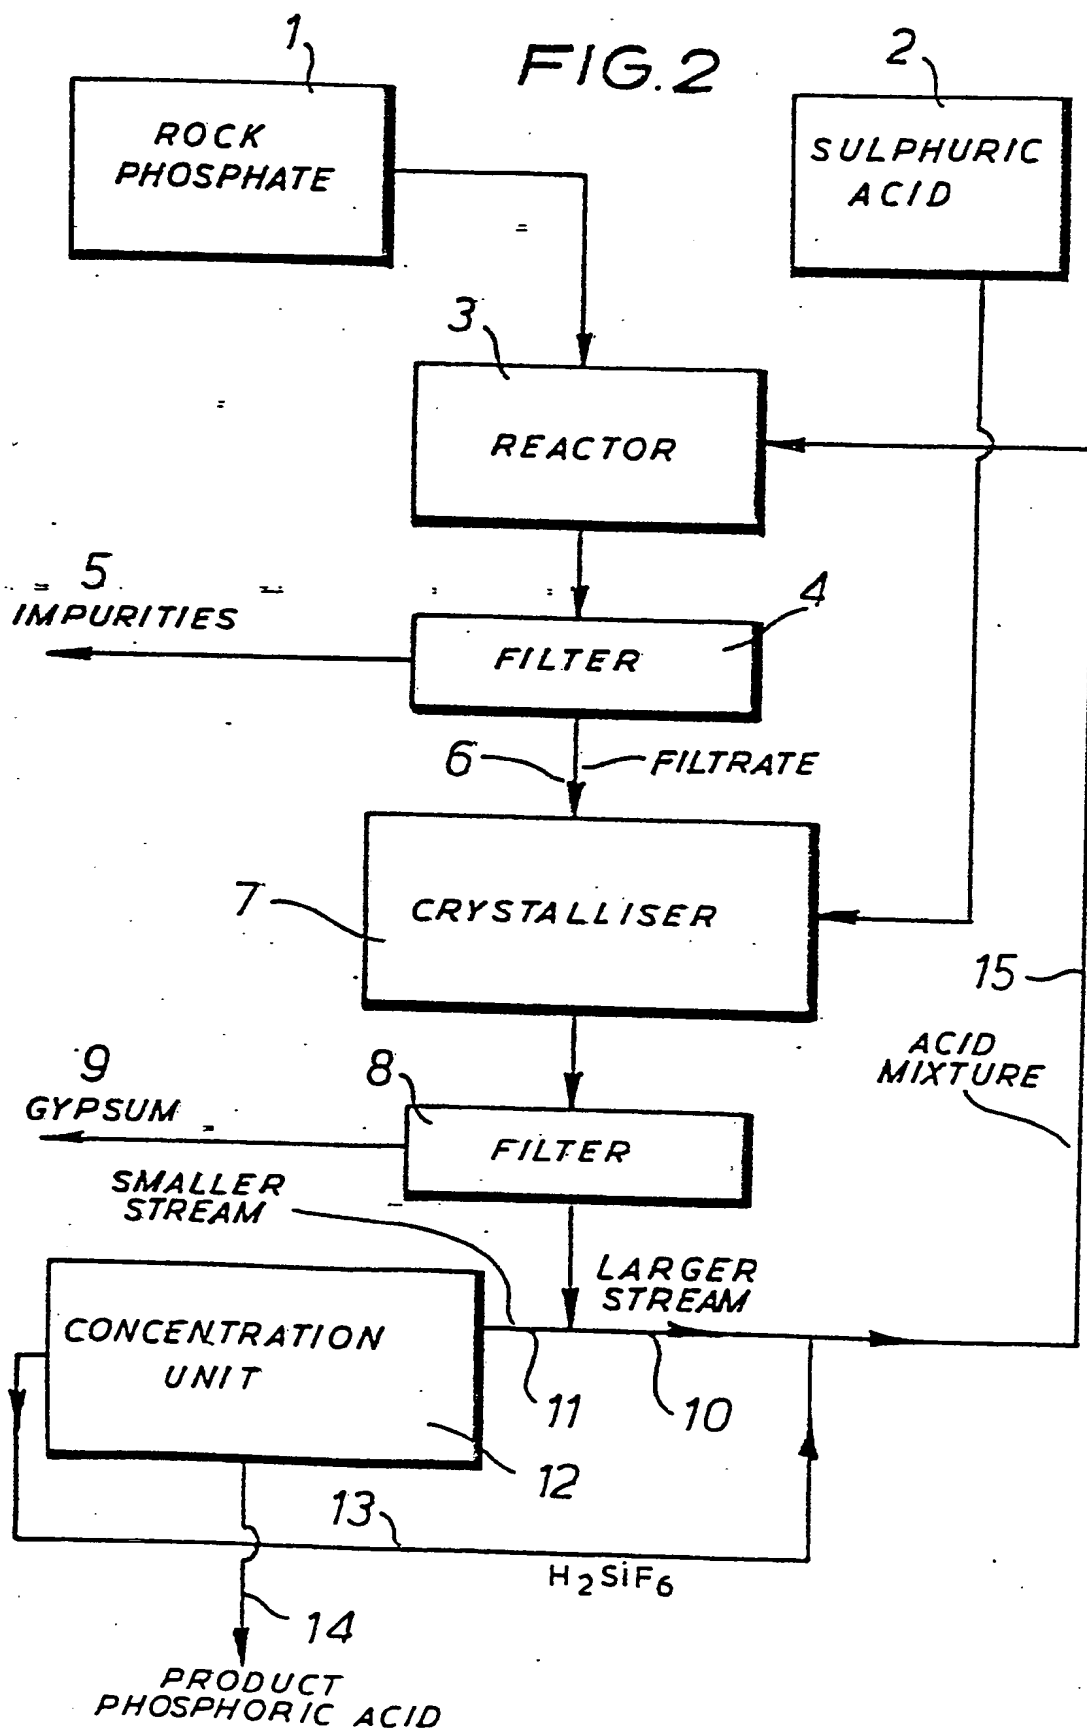 FIG.2
1
ROCK
PHOSPHATE
2
SULPHURIC
ACID
3
REACTOR
5
IMPURITIES
4
FILTER
6
FILTRATE
7
CRYSTALLISER
15
ACID
MIXTURE
9
GYPSUM
8
FILTER
SMALLER
STREAM
LARGER
STREAM
CONCENTRATION
UNIT
11
10
12
13
H₂SiF₆
14
PRODUCT
PHOSPHORIC ACID